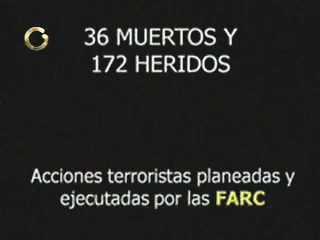 36 MUERTOS Y
172 HERIDOS
Acciones terroristas planeadas y
ejecutadas por las FARC